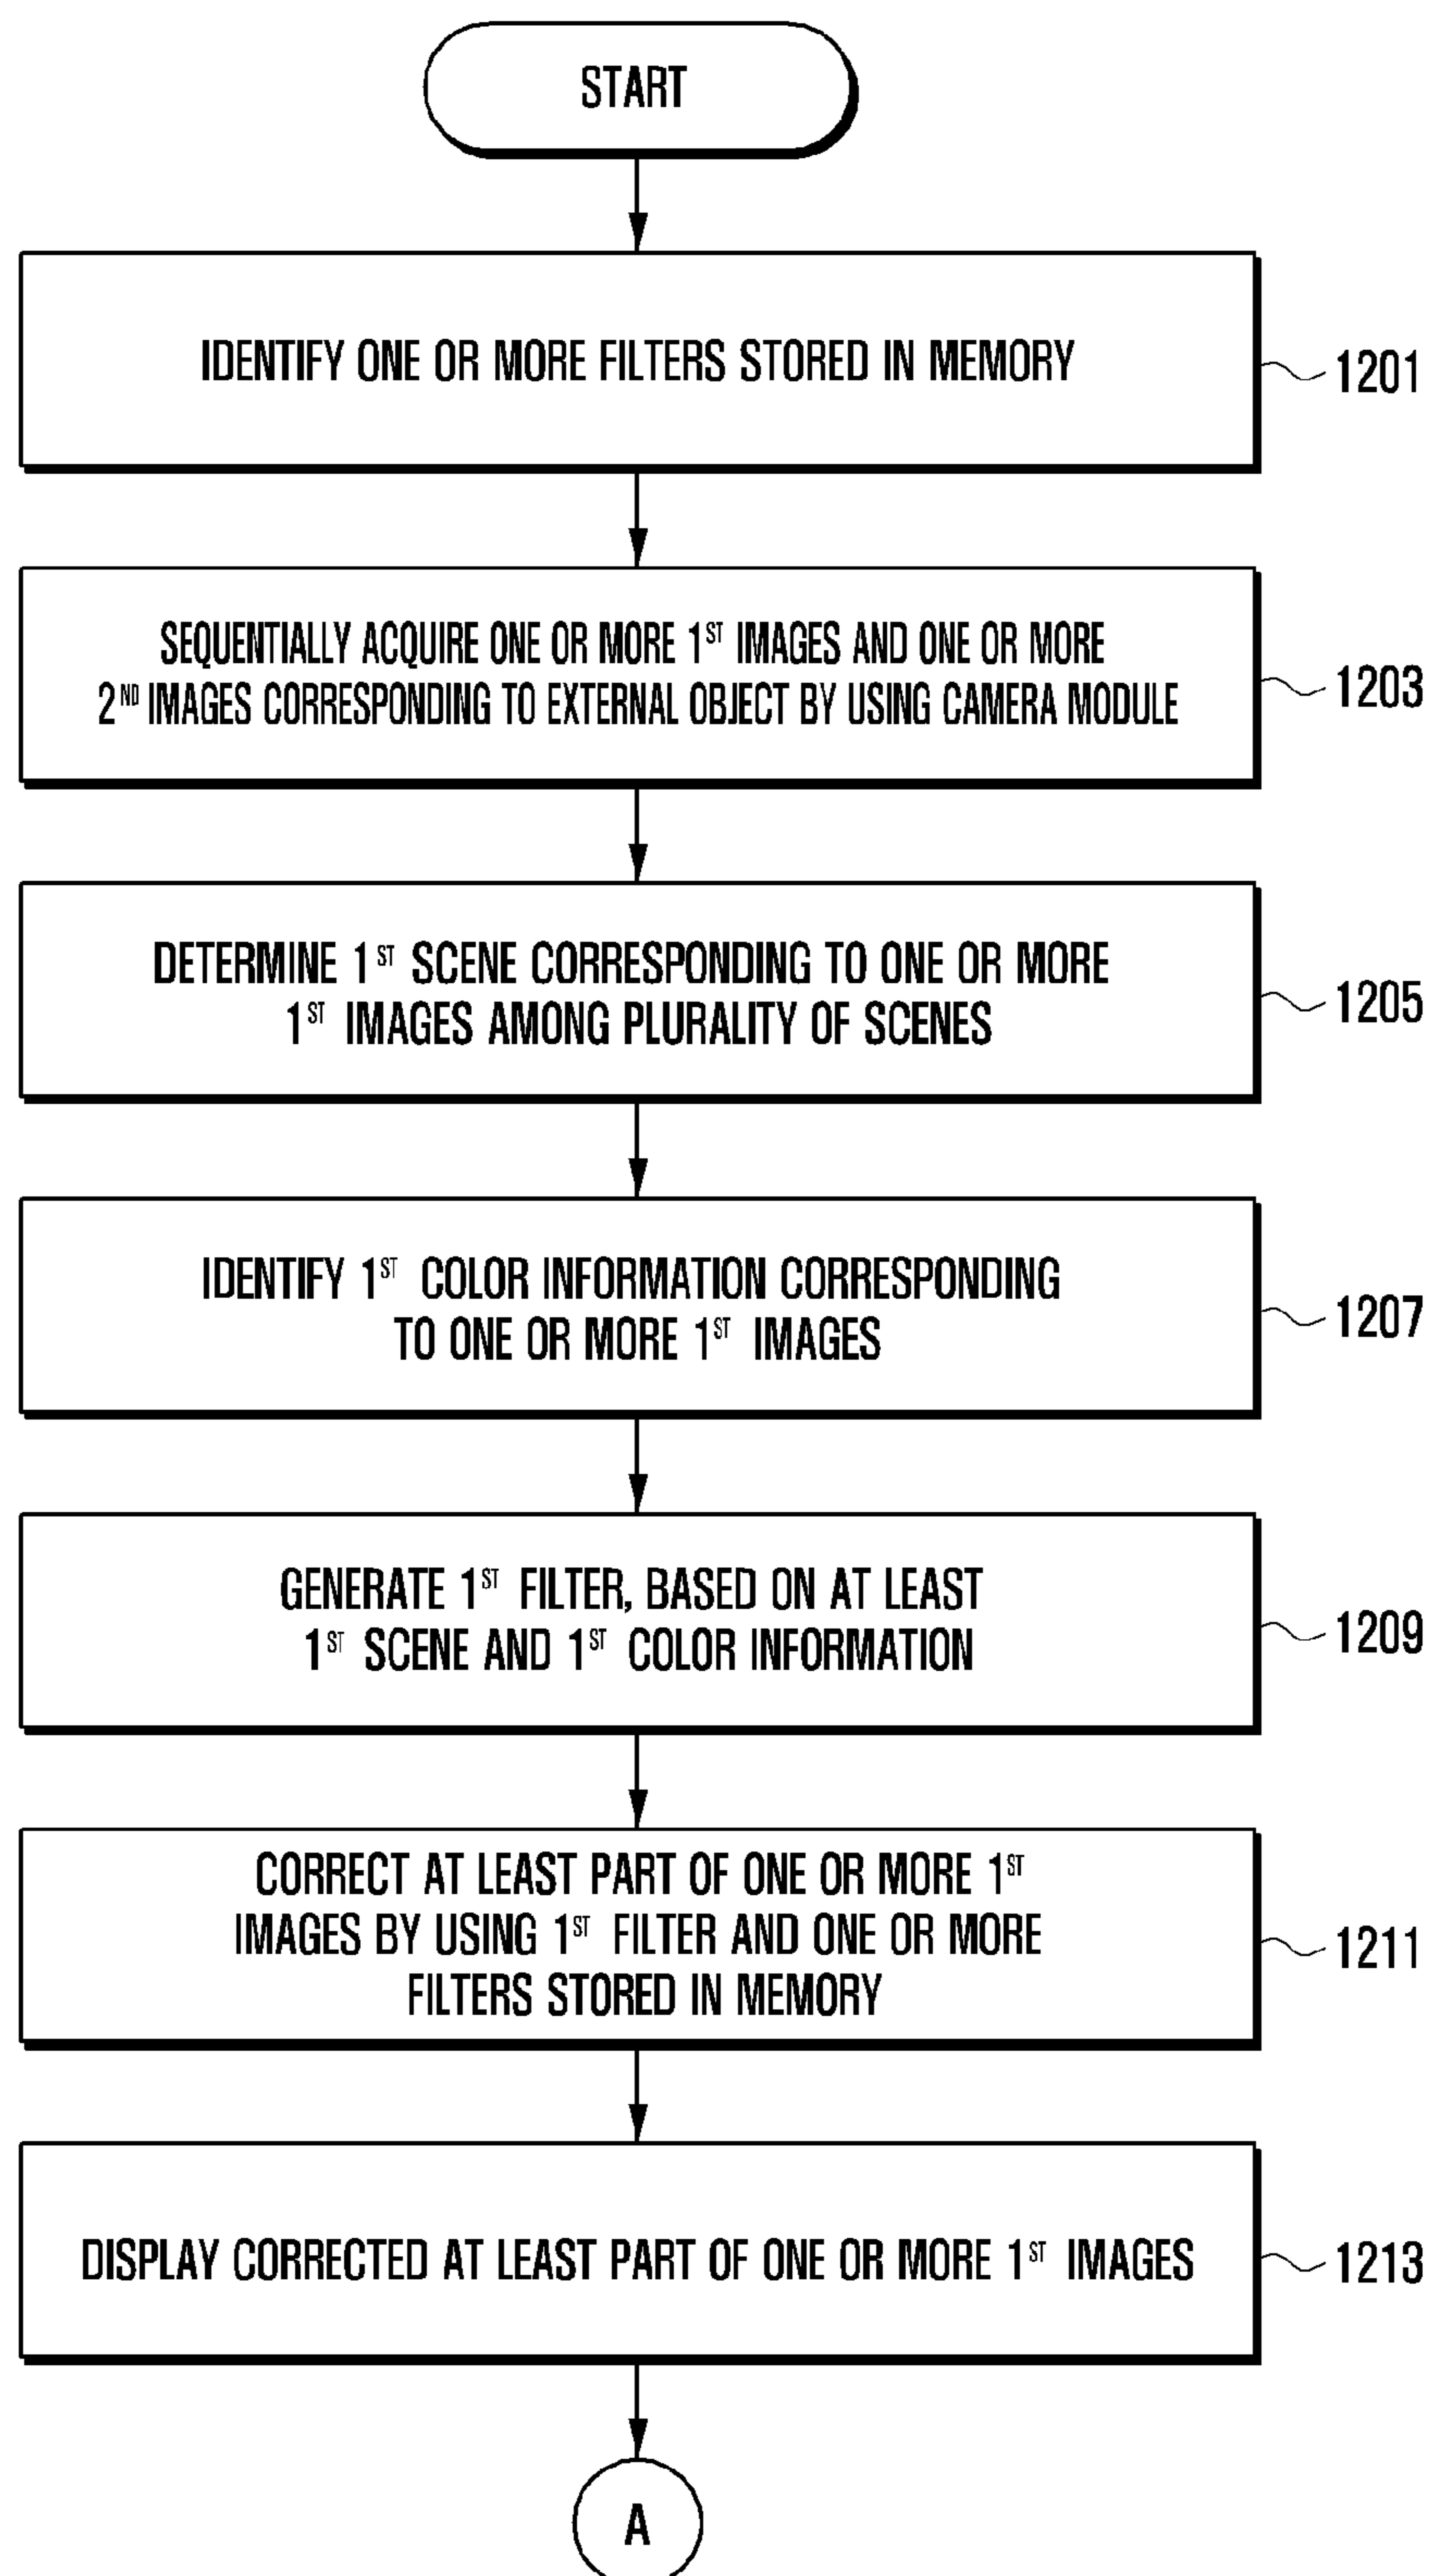 START
IDENTIFY ONE OR MORE FILTERS STORED IN MEMORY
1201
SEQUENTIALLY ACQUIRE ONE OR MORE 1ST IMAGES AND ONE OR MORE
2ND IMAGES CORRESPONDING TO EXTERNAL OBJECT BY USING CAMERA MODULE
1203
DETERMINE 1ST SCENE CORRESPONDING TO ONE OR MORE
1ST IMAGES AMONG PLURALITY OF SCENES
1205
IDENTIFY 1ST COLOR INFORMATION CORRESPONDING
TO ONE OR MORE 1ST IMAGES
1207
GENERATE 1ST FILTER, BASED ON AT LEAST
1ST SCENE AND 1ST COLOR INFORMATION
1209
CORRECT AT LEAST PART OF ONE OR MORE 1ST
IMAGES BY USING 1ST FILTER AND ONE OR MORE
FILTERS STORED IN MEMORY
1211
DISPLAY CORRECTED AT LEAST PART OF ONE OR MORE 1ST IMAGES
1213
A